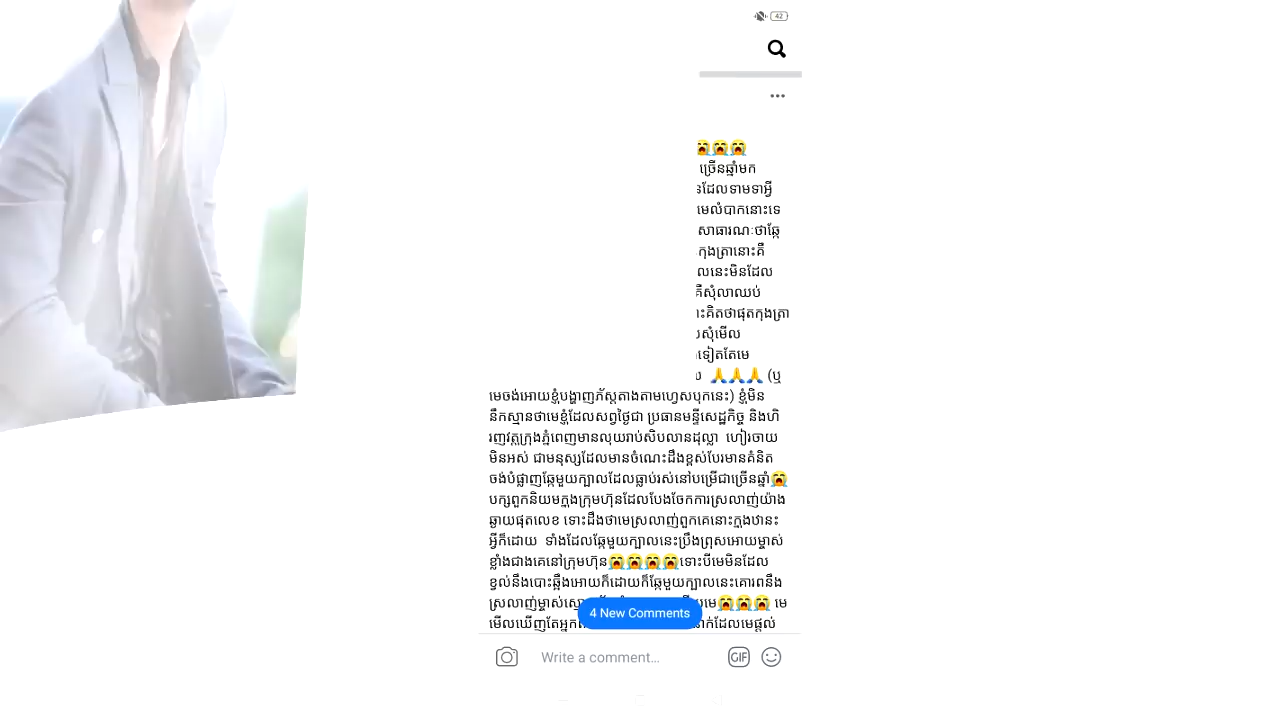 42
😭😭😭
ច្រើនឆ្នាំមក
ដែលទាមទាអ្វី
មេលំបាកនោះទេ
សាធារណៈថាឆ្កែ
កុងត្រានោះគឺ
លនេះមិនដែល
គឺសុំលាឈប់
ះគិតថាផុតកុងត្រា
សុំមើល
ទៀតតែមេ
🙏🙏🙏 (ឬ
មេចង់អោយខ្ញុំបង្ហាញភ័ស្តុតាងតាមហ្វេសបុកនេះ) ខ្ញុំមិន
នឹកស្មានថាមេខ្ញុំដែលសព្វថ្ងៃជា ប្រធានមន្ទីសេដ្ឋកិច្ច និងហិ
រញវត្ថុក្រុងភ្នំពេញមានលុយរាប់សិបលានដុល្លា ហៀរចាយ
មិនអស់ ជាមនុស្សដែលមានចំណេះដឹងខ្ពស់បែរមានគំនិត
ចង់បំផ្លាញឆ្កែមួយក្បាលដែលធ្លាប់រស់នៅបម្រើជាច្រើនឆ្នាំ😭
បក្សពួកនិយមក្នុងក្រុមហ៊ុនដែលបែងចែកការស្រលាញ់យ៉ាង
ឆ្ងាយផុតលេខ ទោះដឹងថាមេស្រលាញ់ពួកគេនោះក្នុងឋានះ
អ្វីក៏ដោយ ទាំងដែលឆ្កែមួយក្បាលនេះប្រឹងព្រុសអោយម្ចាស់
ខ្លាំងជាងគេនៅក្រុមហ៊ុន😭😭😭😭ទោះបីមេមិនដែល
ខ្វល់នឹងបោះឆ្អឹងអោយក៏ដោយក៏ឆ្កែមួយក្បាលនេះគោរពនឹង
ស្រលាញ់ម្ចាស់ មេ😭😭😭 មេ
មើលឃើញតែអ្នក ដែលមេផ្តល់
4 New Comments
Write a comment...
GIF